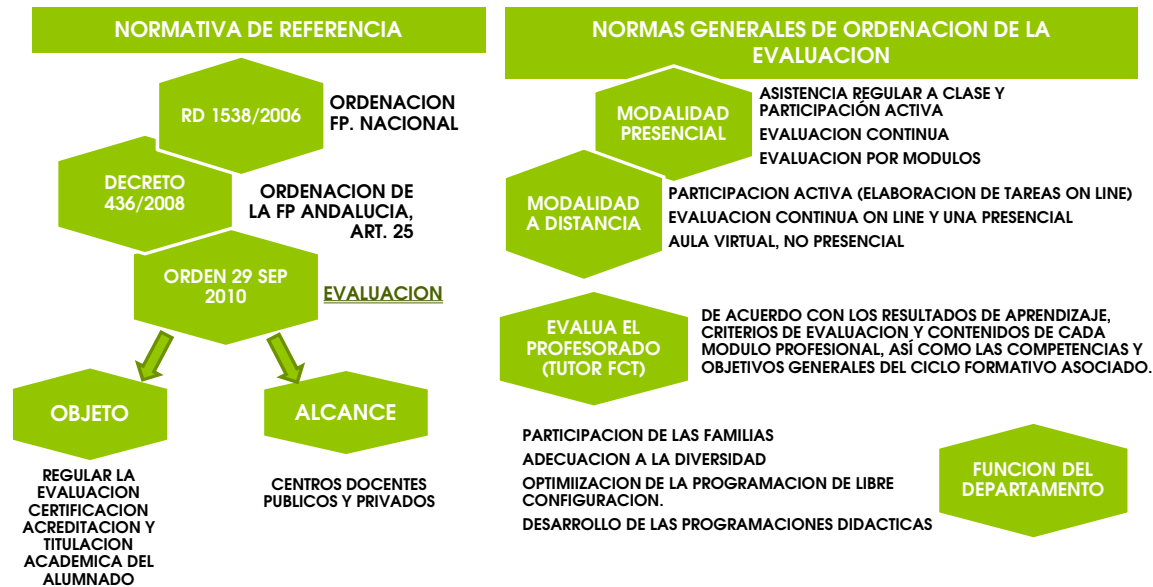 NORMATIVA DE REFERENCIA
RD 1538/2006
ORDENACION
FP. NACIONAL
DECRETO
436/2008
ORDENACION DE
LA FP ANDALUCIA,
ART. 25
ORDEN 29 SEP
2010
EVALUACION
OBJETO
ALCANCE
REGULAR LA
EVALUACION
CERTIFICACION
ACREDITACION Y
TITULACION
ACADEMICA DEL
ALUMNADO
CENTROS DOCENTES
PUBLICOS Y PRIVADOS
NORMAS GENERALES DE ORDENACION DE LA
EVALUACION
MODALIDAD
PRESENCIAL
ASISTENCIA REGULAR A CLASE Y
PARTICIPACIÓN ACTIVA
EVALUACION CONTINUA
EVALUACION POR MODULOS
MODALIDAD
A DISTANCIA
PARTICIPACION ACTIVA (ELABORACION DE TAREAS ON LINE)
EVALUACION CONTINUA ON LINE Y UNA PRESENCIAL
AULA VIRTUAL, NO PRESENCIAL
EVALUA EL
PROFESORADO
(TUTOR FCT)
DE ACUERDO CON LOS RESULTADOS DE APRENDIZAJE,
CRITERIOS DE EVALUACION Y CONTENIDOS DE CADA
MODULO PROFESIONAL, ASÍ COMO LAS COMPETENCIAS Y
OBJETIVOS GENERALES DEL CICLO FORMATIVO ASOCIADO.
PARTICIPACION DE LAS FAMILIAS
ADECUACION A LA DIVERSIDAD
OPTIMIIZACION DE LA PROGRAMACION DE LIBRE
CONFIGURACION.
DESARROLLO DE LAS PROGRAMACIONES DIDACTICAS
FUNCION DEL
DEPARTAMENTO